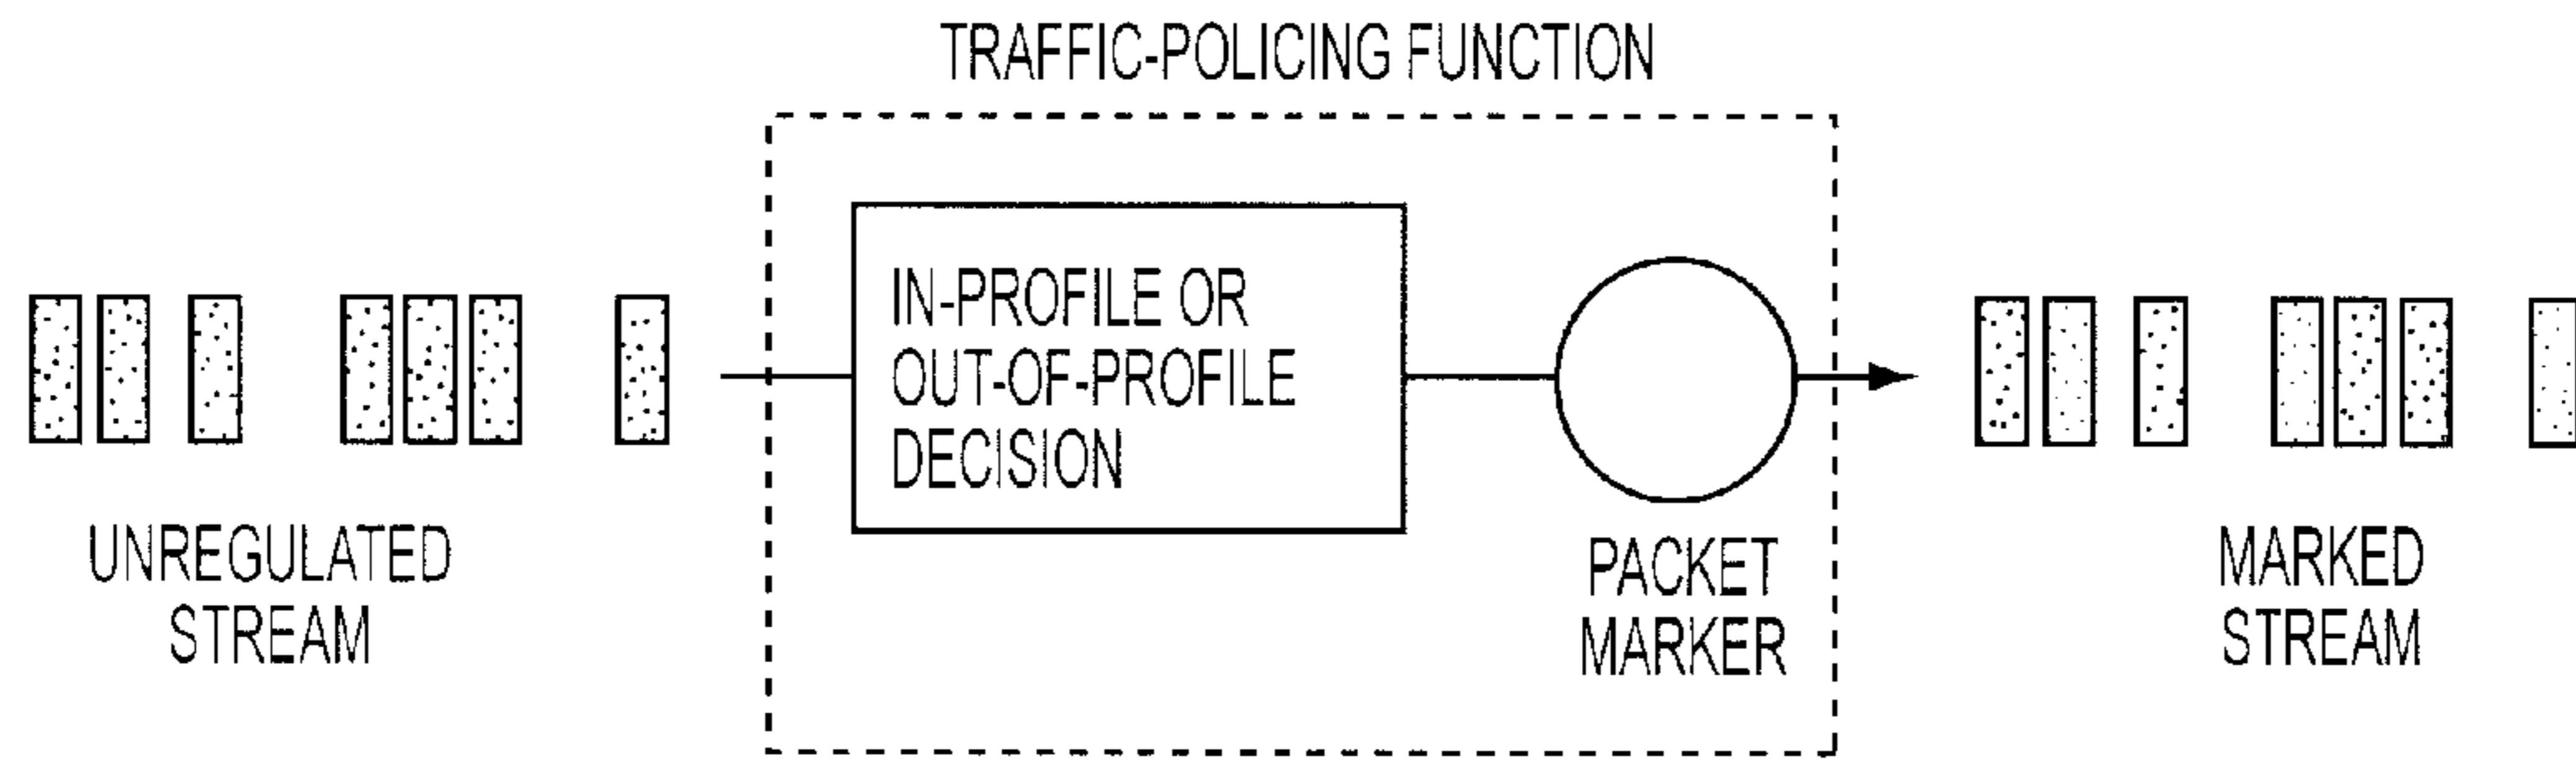 TRAFFIC-POLICING FUNCTION
IN-PROFILE OR
OUT-OF-PROFILE
DECISION
UNREGULATED
STREAM
PACKET
MARKER
MARKED
STREAM